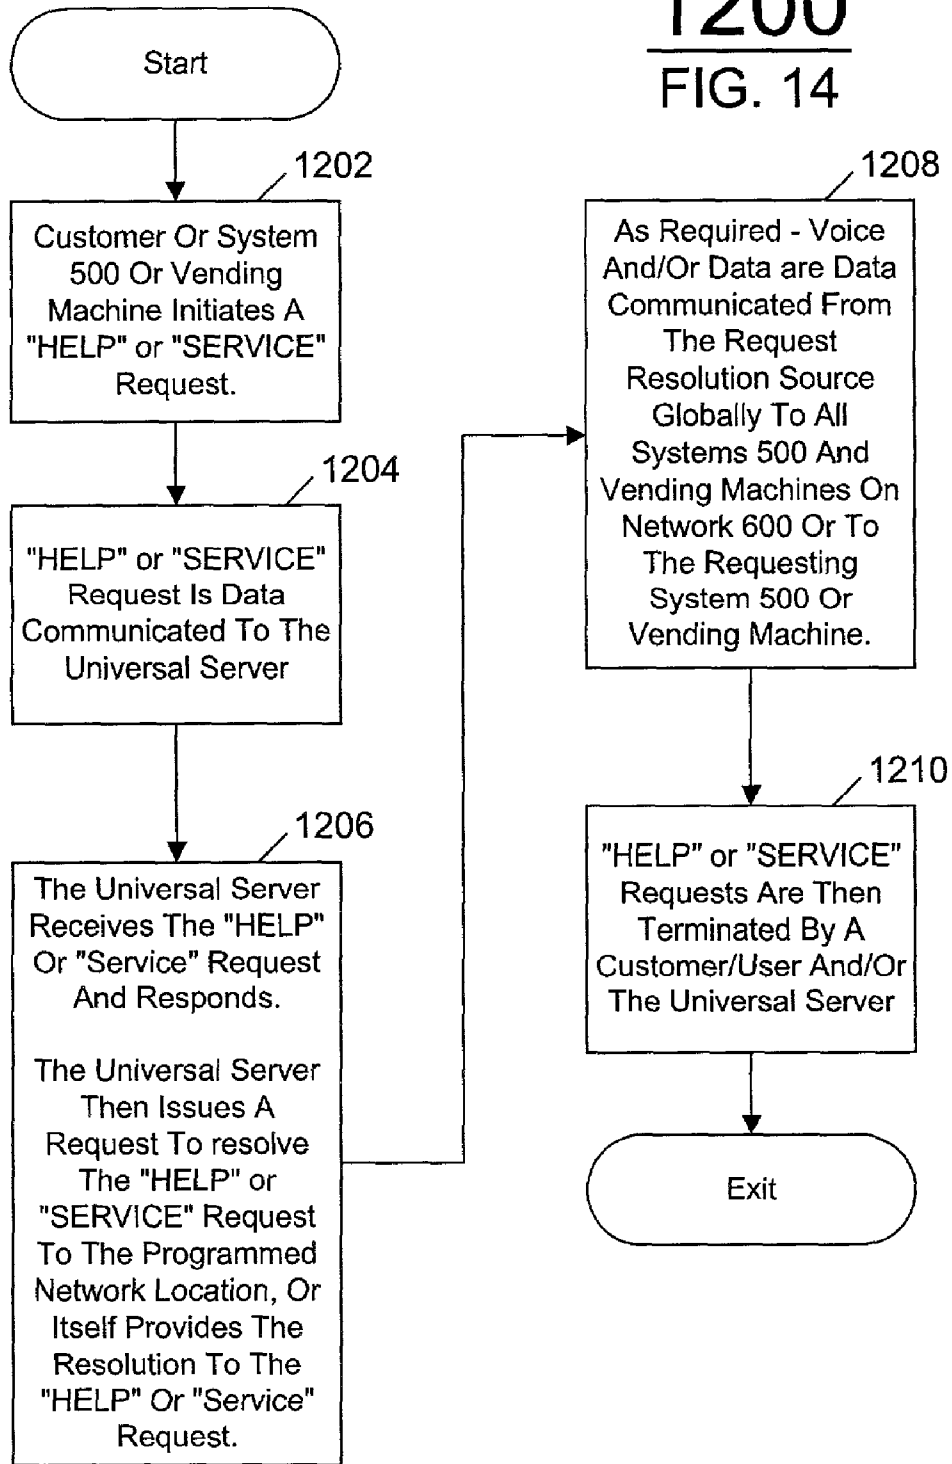 1200
FIG. 14
Start
1202
Customer Or System
500 Or Vending
Machine Initiates A
"HELP" or "SERVICE"
Request.
1204
"HELP" or "SERVICE"
Request Is Data
Communicated To The
Universal Server
1206
The Universal Server
Receives The "HELP"
Or "Service" Request
And Responds.
The Universal Server
Then Issues A
Request To resolve
The "HELP" or
"SERVICE" Request
To The Programmed
Network Location, Or
Itself Provides The
Resolution To The
"HELP" Or "Service"
Request.
1208
As Required - Voice
And/Or Data are Data
Communicated From
The Request
Resolution Source
Globally To All
Systems 500 And
Vending Machines On
Network 600 Or To
The Requesting
System 500 Or
Vending Machine.
1210
"HELP" or "SERVICE"
Requests Are Then
Terminated By A
Customer/User And/Or
The Universal Server
Exit